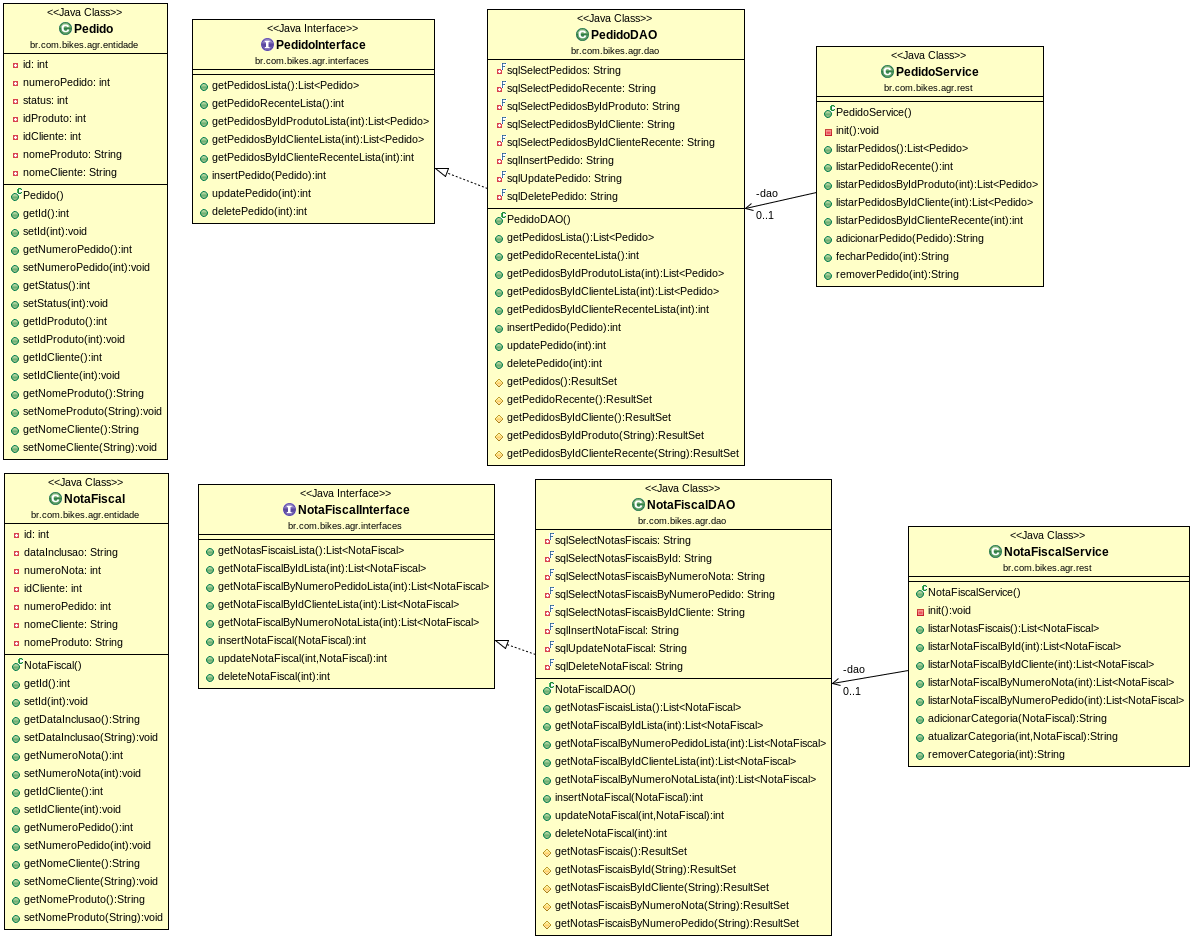 <<Java Class>>
Pedido
br.com.bikes.agr.entidade
id: int
numeroPedido: int
status: int
idProduto: int
idCliente: int
nomeProduto: String
nomeCliente: String
Pedido()
getId():int
setId(int):void
getNumeroPedido():int
setNumeroPedido(int):void
getStatus():int
setStatus(int):void
getIdProduto():int
setIdProduto(int):void
getIdCliente():int
setIdCliente(int):void
getNomeProduto():String
setNomeProduto(String):void
getNomeCliente():String
setNomeCliente(String):void
<<Java Interface>>
PedidoInterface
br.com.bikes.agr.interfaces
getPedidosLista():List<Pedido>
getPedidoRecenteLista():int
getPedidosByIdProdutoLista(int):List<Pedido>
getPedidosByIdClienteLista(int):List<Pedido>
getPedidosByIdClienteRecenteLista(int):int
insertPedido(Pedido):int
updatePedido(int):int
deletePedido(int):int
<<Java Class>>
PedidoDAO
br.com.bikes.agr.dao
sqlSelectPedidos: String
sqlSelectPedidoRecente: String
sqlSelectPedidosByIdProduto: String
sqlSelectPedidosByIdCliente: String
sqlSelectPedidosByIdClienteRecente: String
sqlInsertPedido: String
sqlUpdatePedido: String
sqlDeletePedido: String
PedidoDAO()
getPedidosLista():List<Pedido>
getPedidoRecenteLista():int
getPedidosByIdProdutoLista(int):List<Pedido>
getPedidosByIdClienteLista(int):List<Pedido>
getPedidosByIdClienteRecenteLista(int):int
insertPedido(Pedido):int
updatePedido(int):int
deletePedido(int):int
getPedidos():ResultSet
getPedidoRecente():ResultSet
getPedidosByIdCliente():ResultSet
getPedidosByIdProduto(String):ResultSet
getPedidosByIdClienteRecente(String):ResultSet
-dao
0..1
<<Java Class>>
PedidoService
br.com.bikes.agr.rest
PedidoService()
init():void
listarPedidos():List<Pedido>
listarPedidoRecente():int
listarPedidosByIdProduto(int):List<Pedido>
listarPedidosByIdCliente(int):List<Pedido>
listarPedidosByIdClienteRecente(int):int
adicionarPedido(Pedido):String
fecharPedido(int):String
removerPedido(int):String
<<Java Class>>
NotaFiscal
br.com.bikes.agr.entidade
id: int
dataInclusao: String
numeroNota: int
idCliente: int
numeroPedido: int
nomeCliente: String
nomeProduto: String
NotaFiscal()
getId():int
setId(int):void
getDataInclusao():String
setDataInclusao(String):void
getNumeroNota():int
setNumeroNota(int):void
getIdCliente():int
setIdCliente(int):void
getNumeroPedido():int
setNumeroPedido(int):void
getNomeCliente():String
setNomeCliente(String):void
getNomeProduto():String
setNomeProduto(String):void
<<Java Interface>>
NotaFiscalInterface
br.com.bikes.agr.interfaces
getNotasFiscaisLista():List<NotaFiscal>
getNotaFiscalByIdLista(int):List<NotaFiscal>
getNotaFiscalByNumeroPedidoLista(int):List<NotaFiscal>
getNotaFiscalByIdClienteLista(int):List<NotaFiscal>
getNotaFiscalByNumeroNotaLista(int):List<NotaFiscal>
insertNotaFiscal(NotaFiscal):int
updateNotaFiscal(int,NotaFiscal):int
deleteNotaFiscal(int):int
<<Java Class>>
NotaFiscalDAO
br.com.bikes.agr.dao
sqlSelectNotasFiscais: String
sqlSelectNotasFiscaisById: String
sqlSelectNotasFiscaisByNumeroNota: String
sqlSelectNotasFiscaisByNumeroPedido: String
sqlSelectNotasFiscaisByIdCliente: String
sqlInsertNotaFiscal: String
sqlUpdateNotaFiscal: String
sqlDeleteNotaFiscal: String
NotaFiscalDAO()
getNotasFiscaisLista():List<NotaFiscal>
getNotaFiscalByIdLista(int):List<NotaFiscal>
getNotaFiscalByNumeroPedidoLista(int):List<NotaFiscal>
getNotaFiscalByIdClienteLista(int):List<NotaFiscal>
getNotaFiscalByNumeroNotaLista(int):List<NotaFiscal>
insertNotaFiscal(NotaFiscal):int
updateNotaFiscal(int,NotaFiscal):int
deleteNotaFiscal(int):int
getNotasFiscais():ResultSet
getNotasFiscaisById(String):ResultSet
getNotasFiscaisByIdCliente(String):ResultSet
getNotasFiscaisByNumeroNota(String):ResultSet
getNotasFiscaisByNumeroPedido(String):ResultSet
-dao
0..1
<<Java Class>>
NotaFiscalService
br.com.bikes.agr.rest
NotaFiscalService()
init():void
listarNotasFiscais():List<NotaFiscal>
listarNotaFiscalById(int):List<NotaFiscal>
listarNotaFiscalByIdCliente(int):List<NotaFiscal>
listarNotaFiscalByNumeroNota(int):List<NotaFiscal>
listarNotaFiscalByNumeroPedido(int):List<NotaFiscal>
adicionarCategoria(NotaFiscal):String
atualizarCategoria(int,NotaFiscal):String
removerCategoria(int):String